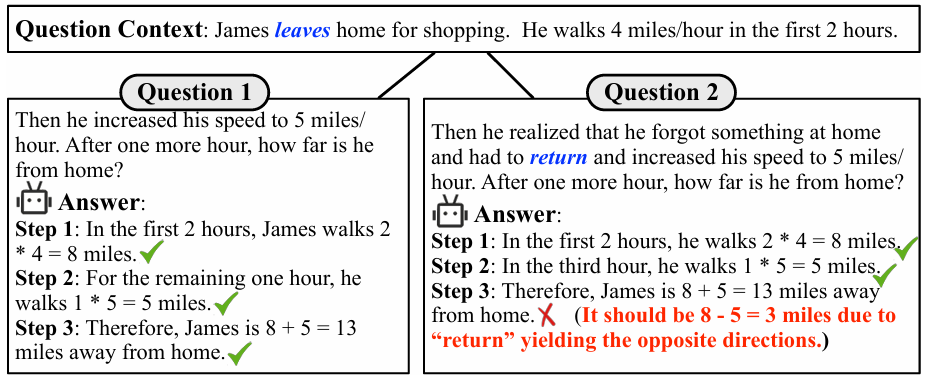 Question Context: James leaves home for shopping. He walks 4 miles/hour in the first 2 hours.
Question 1
Then he increased his speed to 5 miles/
hour. After one more hour, how far is he
from home?
Answer:
Step 1: In the first 2 hours, James walks 2
* 4 = 8 miles.
Step 2: For the remaining one hour, he
walks 1 * 5 = 5 miles.
Step 3: Therefore, James is 8 + 5 = 13
miles away from home.
Question 2
Then he realized that he forgot something at home
and had to return and increased his speed to 5 miles/
hour. After one more hour, how far is he from home?
Answer:
Step 1: In the first 2 hours, he walks 2 * 4 = 8 miles.
Step 2: In the third hour, he walks 1 * 5 = 5 miles.
Step 3: Therefore, James is 8 + 5 = 13 miles away
from home. (It should be 8 - 5 = 3 miles due to
“return” yielding the opposite directions.)